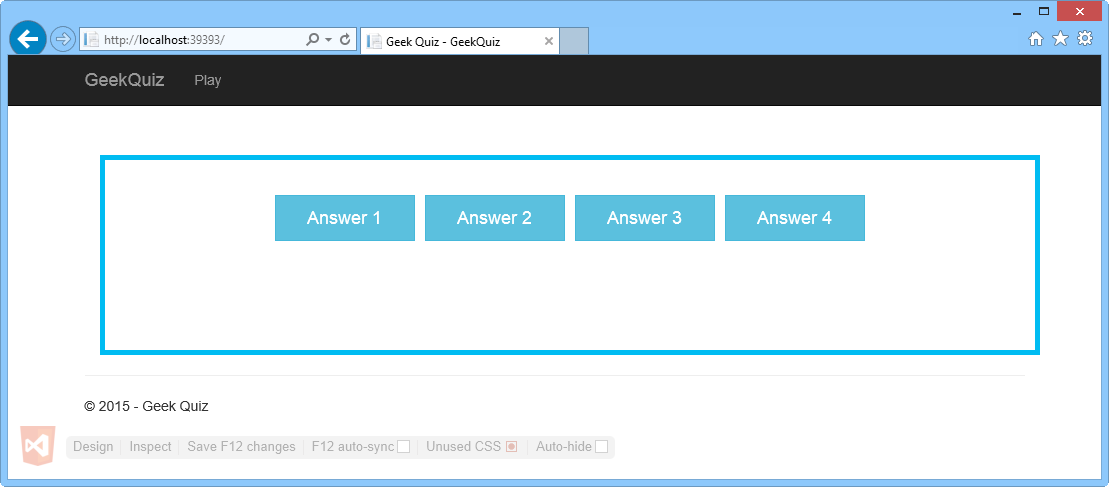 http://localhost:39393/
Geek Quiz - GeekQuiz
GeekQuiz Play
Answer 1 Answer 2 Answer 3 Answer 4
© 2015 - Geek Quiz
Design Inspect Save F12 changes F12 auto-sync Unused CSS Auto-hide